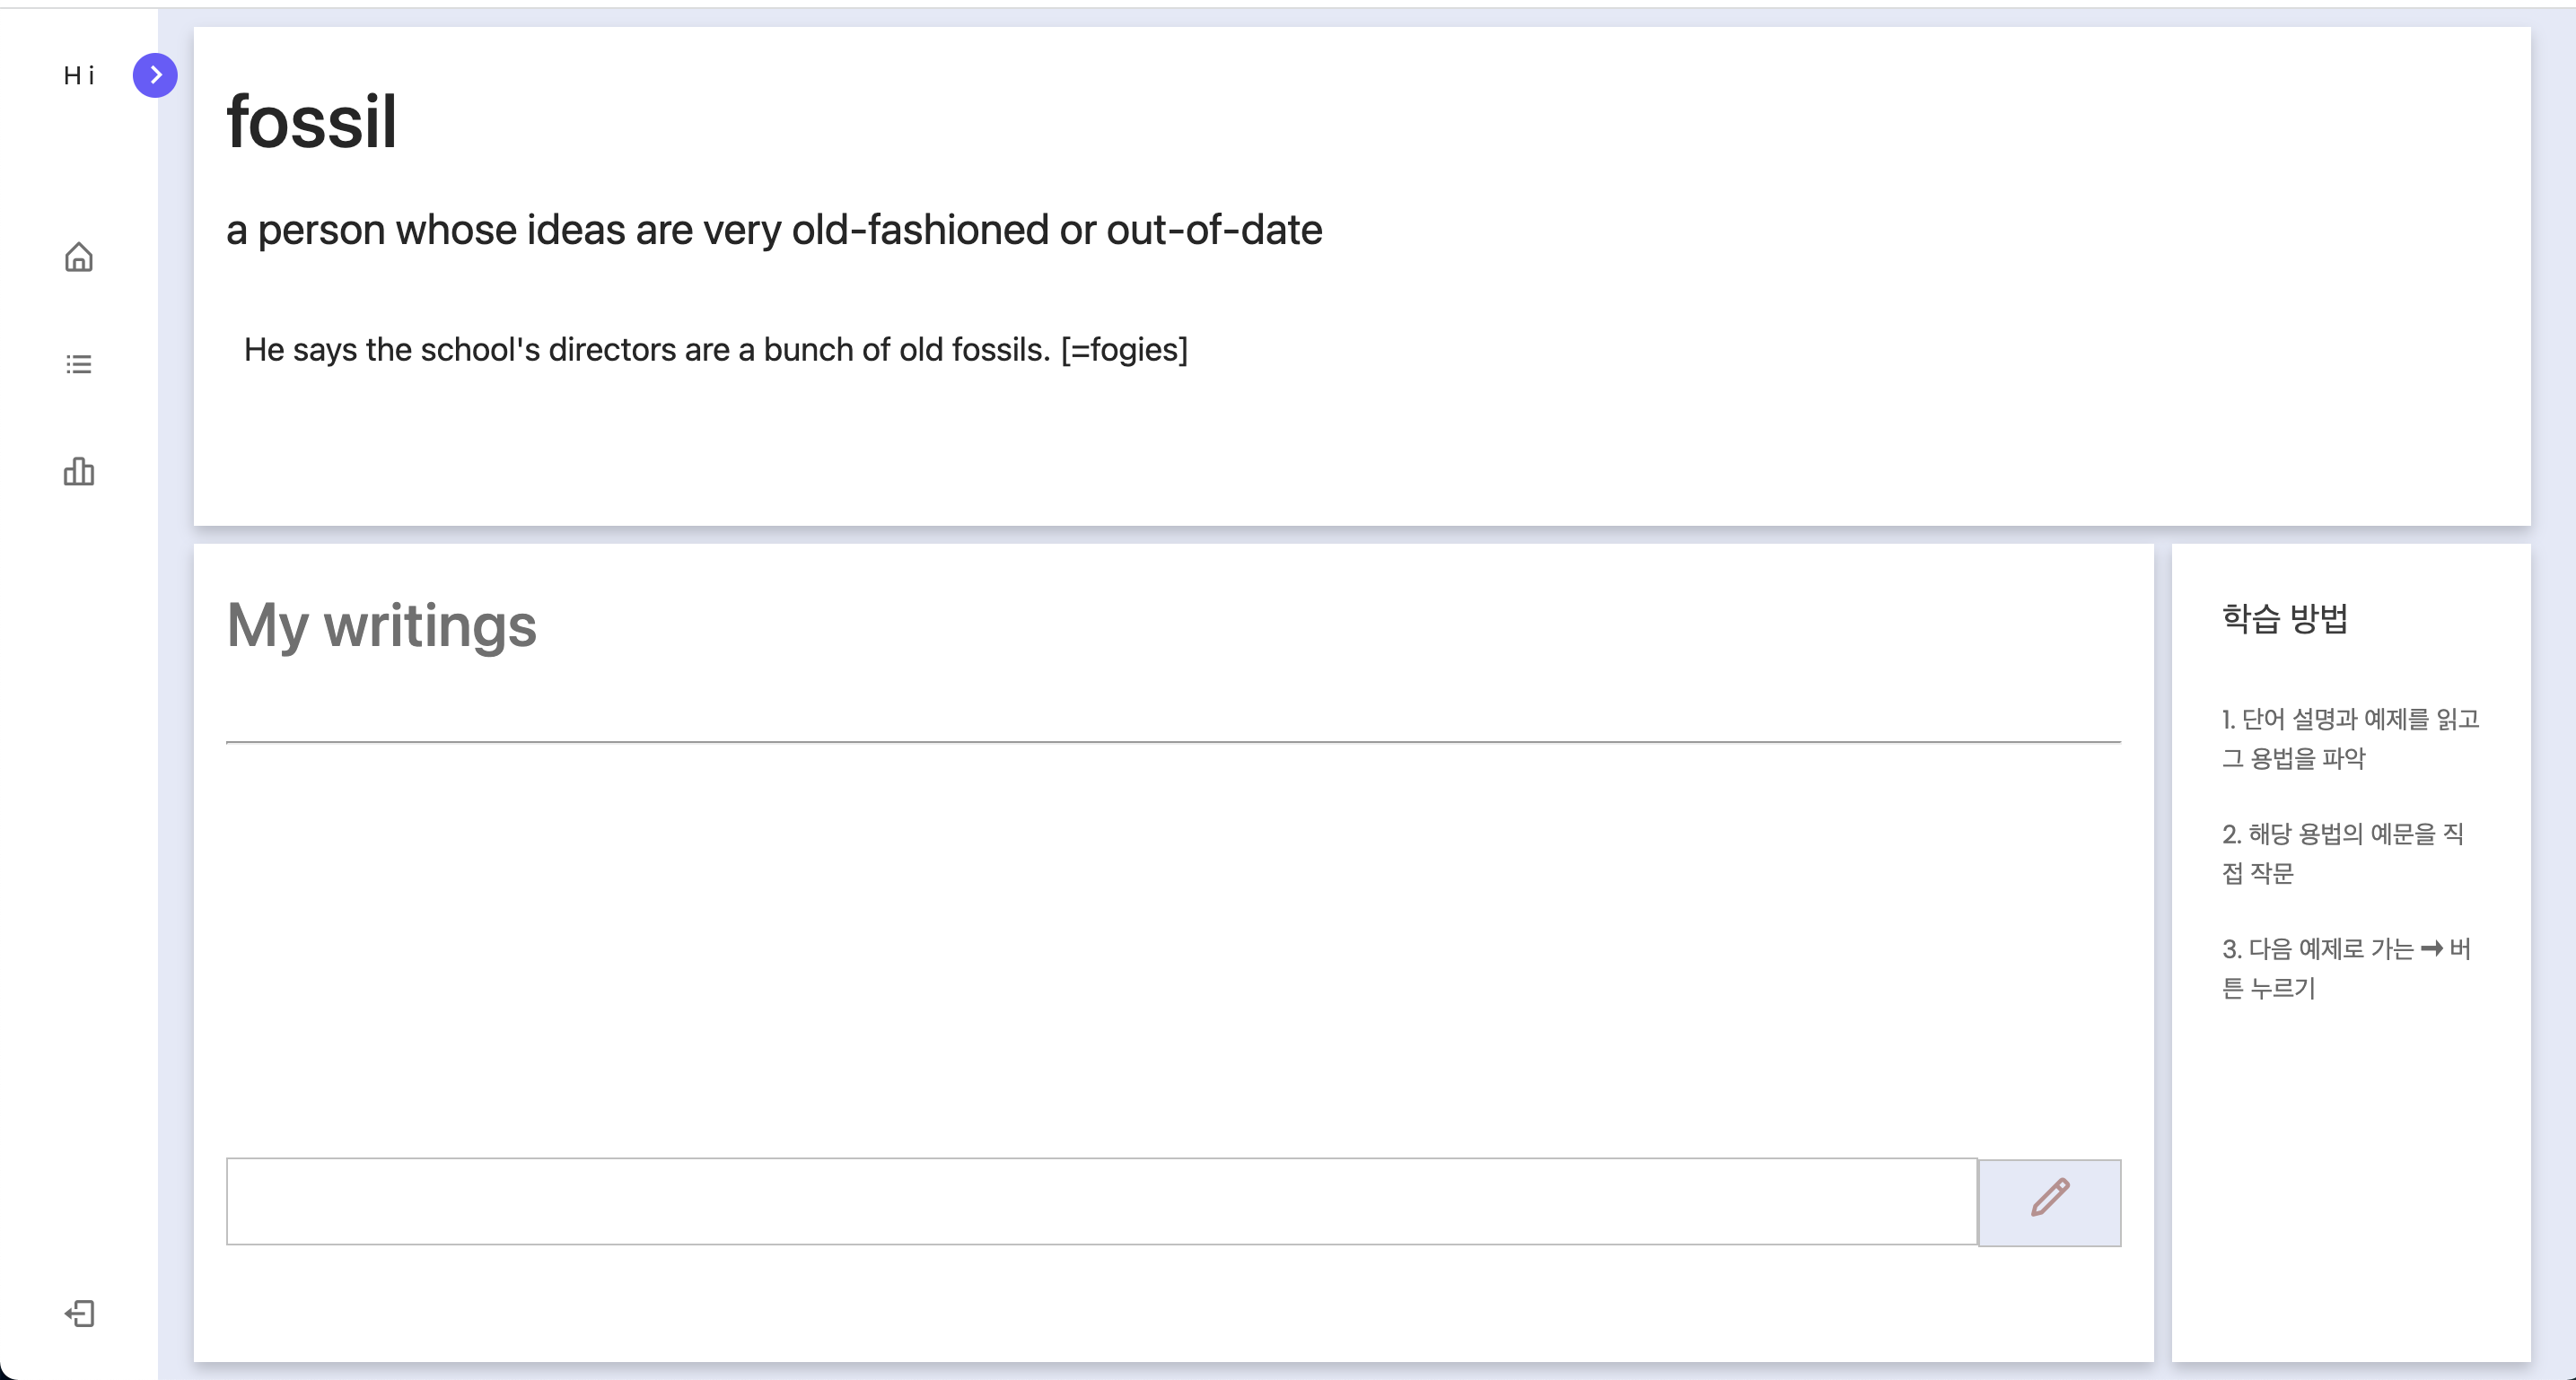 Hi
fossil
a person whose ideas are very old-fashioned or out-of-date
He says the school's directors are a bunch of old fossils. [=fogies]
My writings
학습 방법
1. 단어 설명과 예제를 읽고
그 용법을 파악
2. 해당 용법의 예문을 직
접 작문
3. 다음 예제로 가는 ➞ 버
튼 누르기